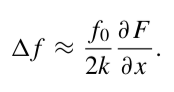 Δf ≈ f₀/2k ∂F/∂x.